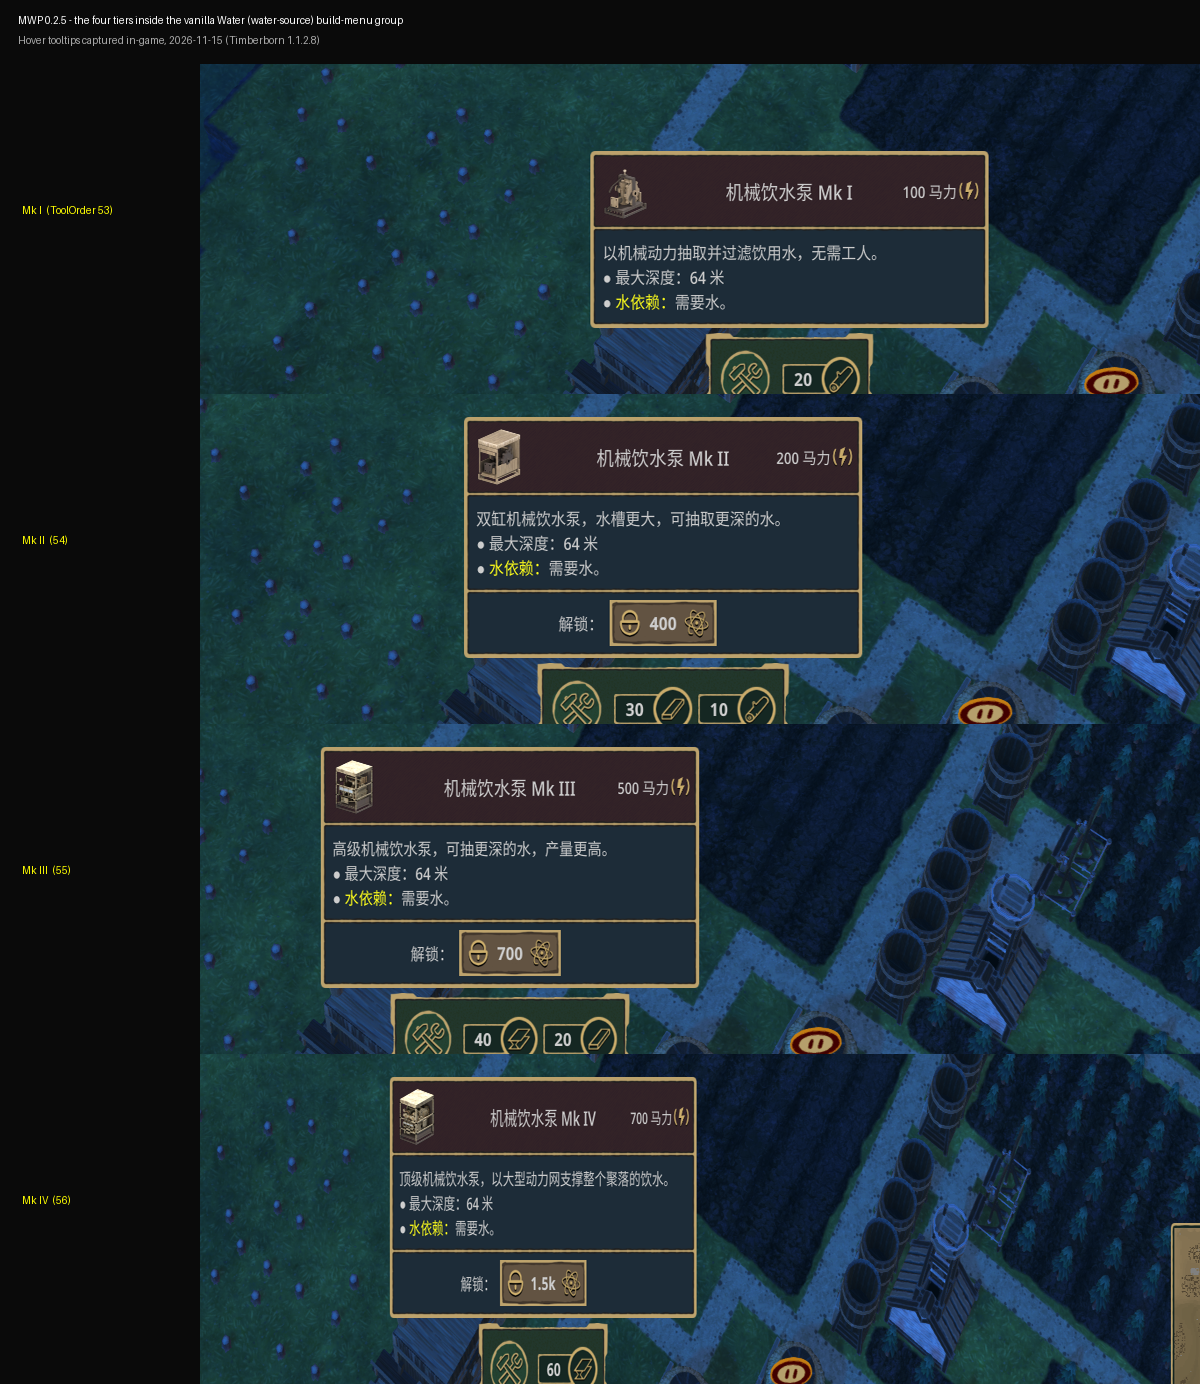 MWP 0.2.5 - the four tiers inside the vanilla Water (water-source) build-menu group
Hover tooltips captured in-game, 2026-11-15 (Timberborn 1.1.2.8)
Mk I (ToolOrder 53)
机械饮水泵 Mk I
100 马力
以机械动力抽取并过滤饮用水，无需工人。
● 最大深度：64 米
● 水依赖：需要水。
20
Mk II (54)
机械饮水泵 Mk II
200 马力
双缸机械饮水泵，水槽更大，可抽取更深的水。
● 最大深度：64 米
● 水依赖：需要水。
解锁：
400
30
10
Mk III (55)
机械饮水泵 Mk III
500 马力
高级机械饮水泵，可抽更深的水，产量更高。
● 最大深度：64 米
● 水依赖：需要水。
解锁：
700
40
20
Mk IV (56)
机械饮水泵 Mk IV
700 马力
顶级机械饮水泵，以大型动力网支撑整个聚落的饮水。
● 最大深度：64 米
● 水依赖：需要水。
解锁：
1.5k
60